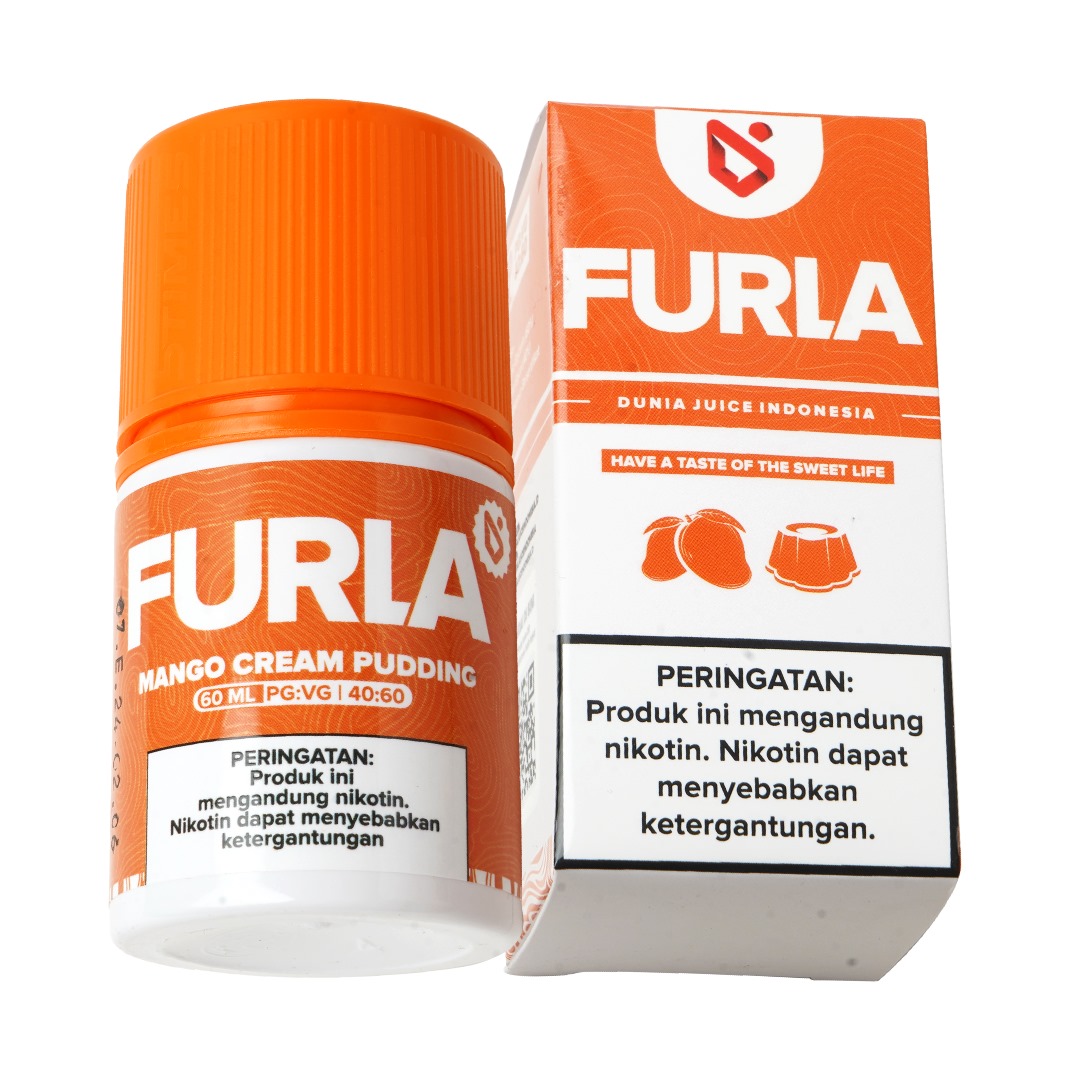 FURLA
MANGO CREAM PUDDING
60 ML PG:VG | 40:60
PERINGATAN:
Produk ini
mengandung nikotin.
Nikotin dapat menyebabkan
ketergantungan
FURLA
DUNIA JUICE INDONESIA
HAVE A TASTE OF THE SWEET LIFE
PERINGATAN:
Produk ini mengandung
nikotin. Nikotin dapat
menyebabkan
ketergantungan.